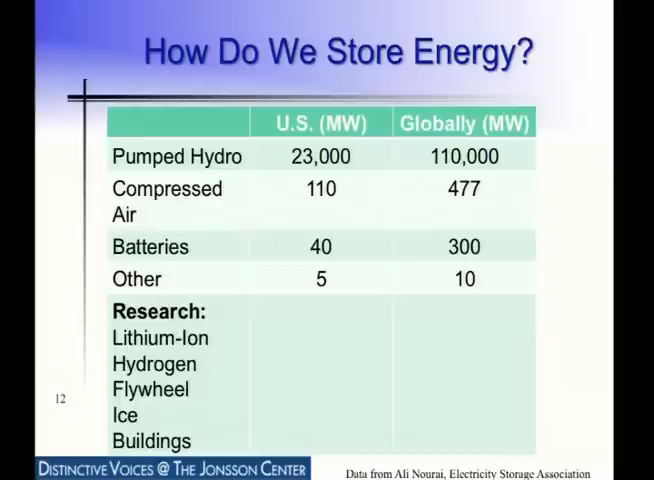 How Do We Store Energy?
U.S. (MW) Globally (MW)
Pumped Hydro 23,000 110,000
Compressed 110 477
Air
Batteries 40 300
Other 5 10
Research:
Lithium-Ion
Hydrogen
Flywheel
Ice
Buildings
12
DISTINCTIVE VOICES @ THE JONSSON CENTER
Data from Ali Nourai, Electricity Storage Association